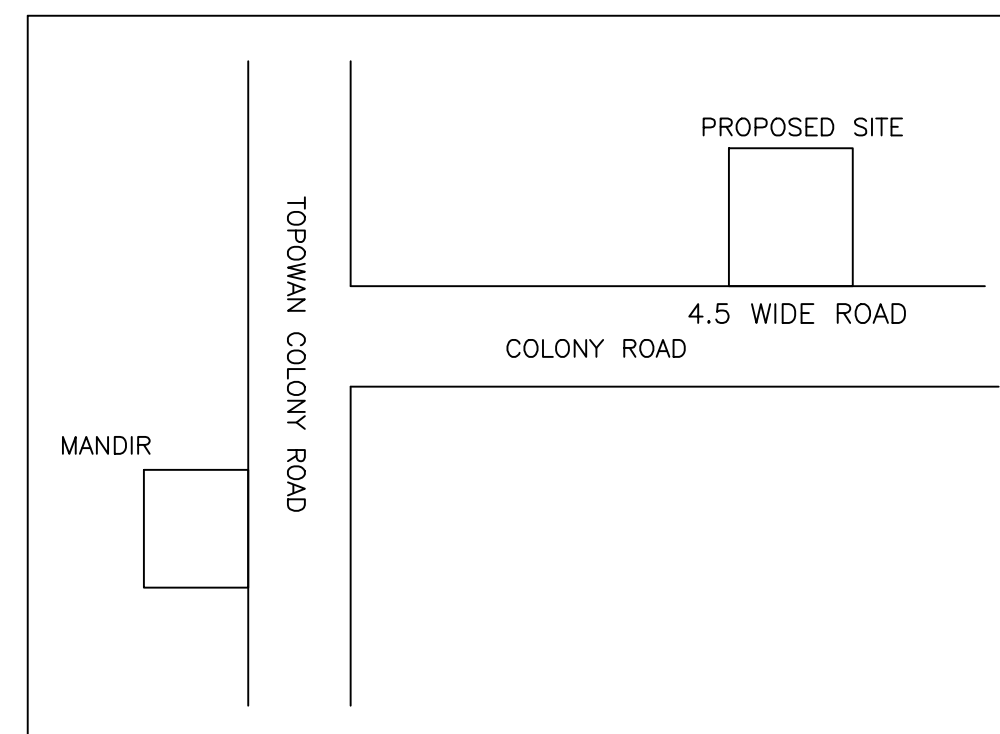 PROPOSED SITE
TOPOWAN COLONY ROAD
4.5 WIDE ROAD
COLONY ROAD
MANDIR